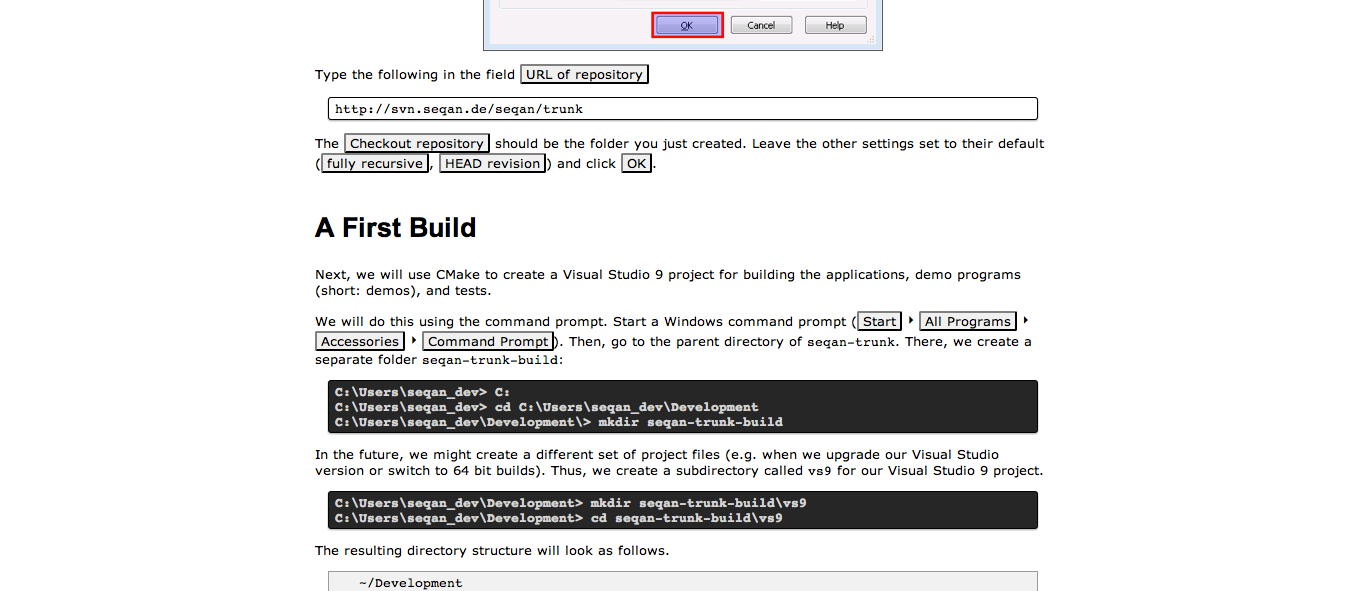 OK Cancel Help
Type the following in the field URL of repository
http://svn.seqan.de/seqan/trunk
The Checkout repository should be the folder you just created. Leave the other settings set to their default
(fully recursive, HEAD revision) and click OK.
A First Build
Next, we will use CMake to create a Visual Studio 9 project for building the applications, demo programs
(short: demos), and tests.
We will do this using the command prompt. Start a Windows command prompt (Start ‣ All Programs ‣
Accessories ‣ Command Prompt). Then, go to the parent directory of seqan-trunk. There, we create a
separate folder seqan-trunk-build:
C:\Users\seqan_dev> C:
C:\Users\seqan_dev> cd C:\Users\seqan_dev\Development
C:\Users\seqan_dev\Development\> mkdir seqan-trunk-build
In the future, we might create a different set of project files (e.g. when we upgrade our Visual Studio
version or switch to 64 bit builds). Thus, we create a subdirectory called vs9 for our Visual Studio 9 project.
C:\Users\seqan_dev\Development> mkdir seqan-trunk-build\vs9
C:\Users\seqan_dev\Development> cd seqan-trunk-build\vs9
The resulting directory structure will look as follows.
~/Development